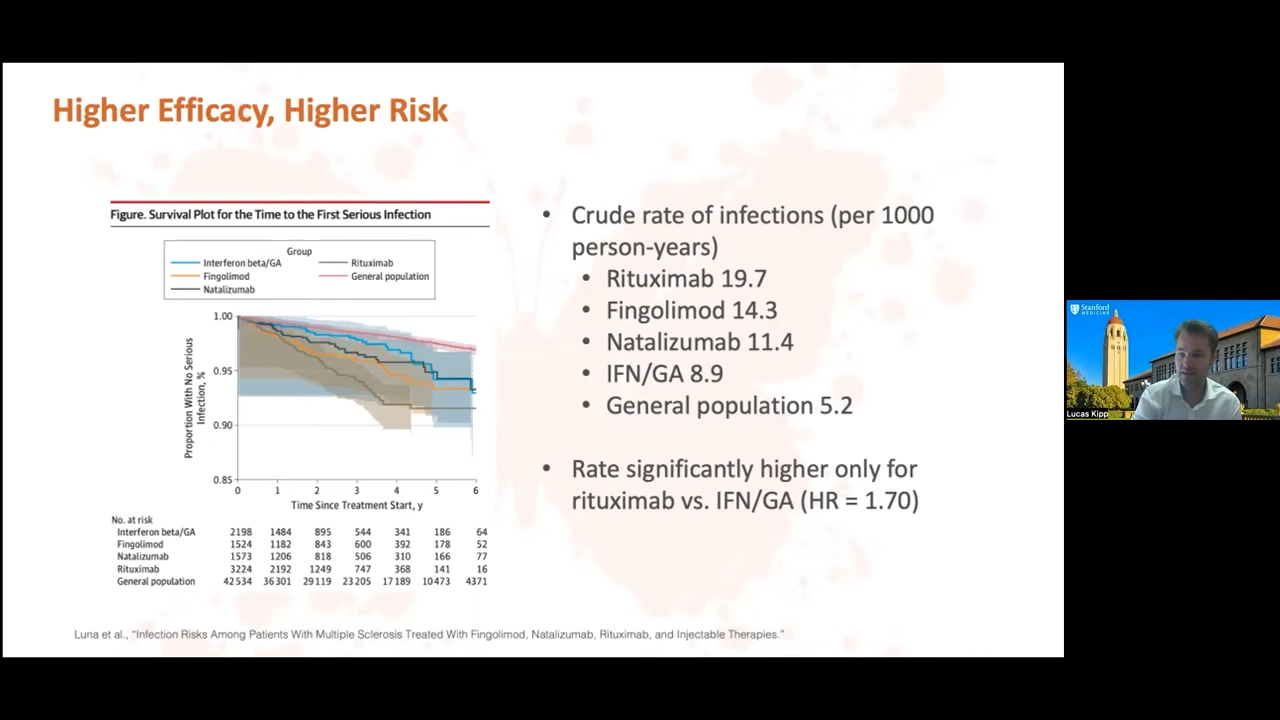 Higher Efficacy, Higher Risk
Figure. Survival Plot for the Time to the First Serious Infection
Group
Interferon beta/GA
Rituximab
Fingolimod
General population
Natalizumab
1.00
0.95
0.90
0.85
Proportion With No Serious
Infection, %
0 1 2 3 4 5 6
Time Since Treatment Start, y
No. at risk
Interferon beta/GA 2198 1484 895 544 341 186 64
Fingolimod 1524 1182 843 600 392 178 52
Natalizumab 1573 1206 818 506 310 166 77
Rituximab 3224 2192 1249 747 368 141 16
General population 42534 36301 29119 23205 17189 10473 4371
• Crude rate of infections (per 1000
person-years)
• Rituximab 19.7
• Fingolimod 14.3
• Natalizumab 11.4
• IFN/GA 8.9
• General population 5.2
• Rate significantly higher only for
rituximab vs. IFN/GA (HR = 1.70)
Luna et al., "Infection Risks Among Patients With Multiple Sclerosis Treated With Fingolimod, Natalizumab, Rituximab, and Injectable Therapies."
Stanford
MEDICINE
Lucas Kipp